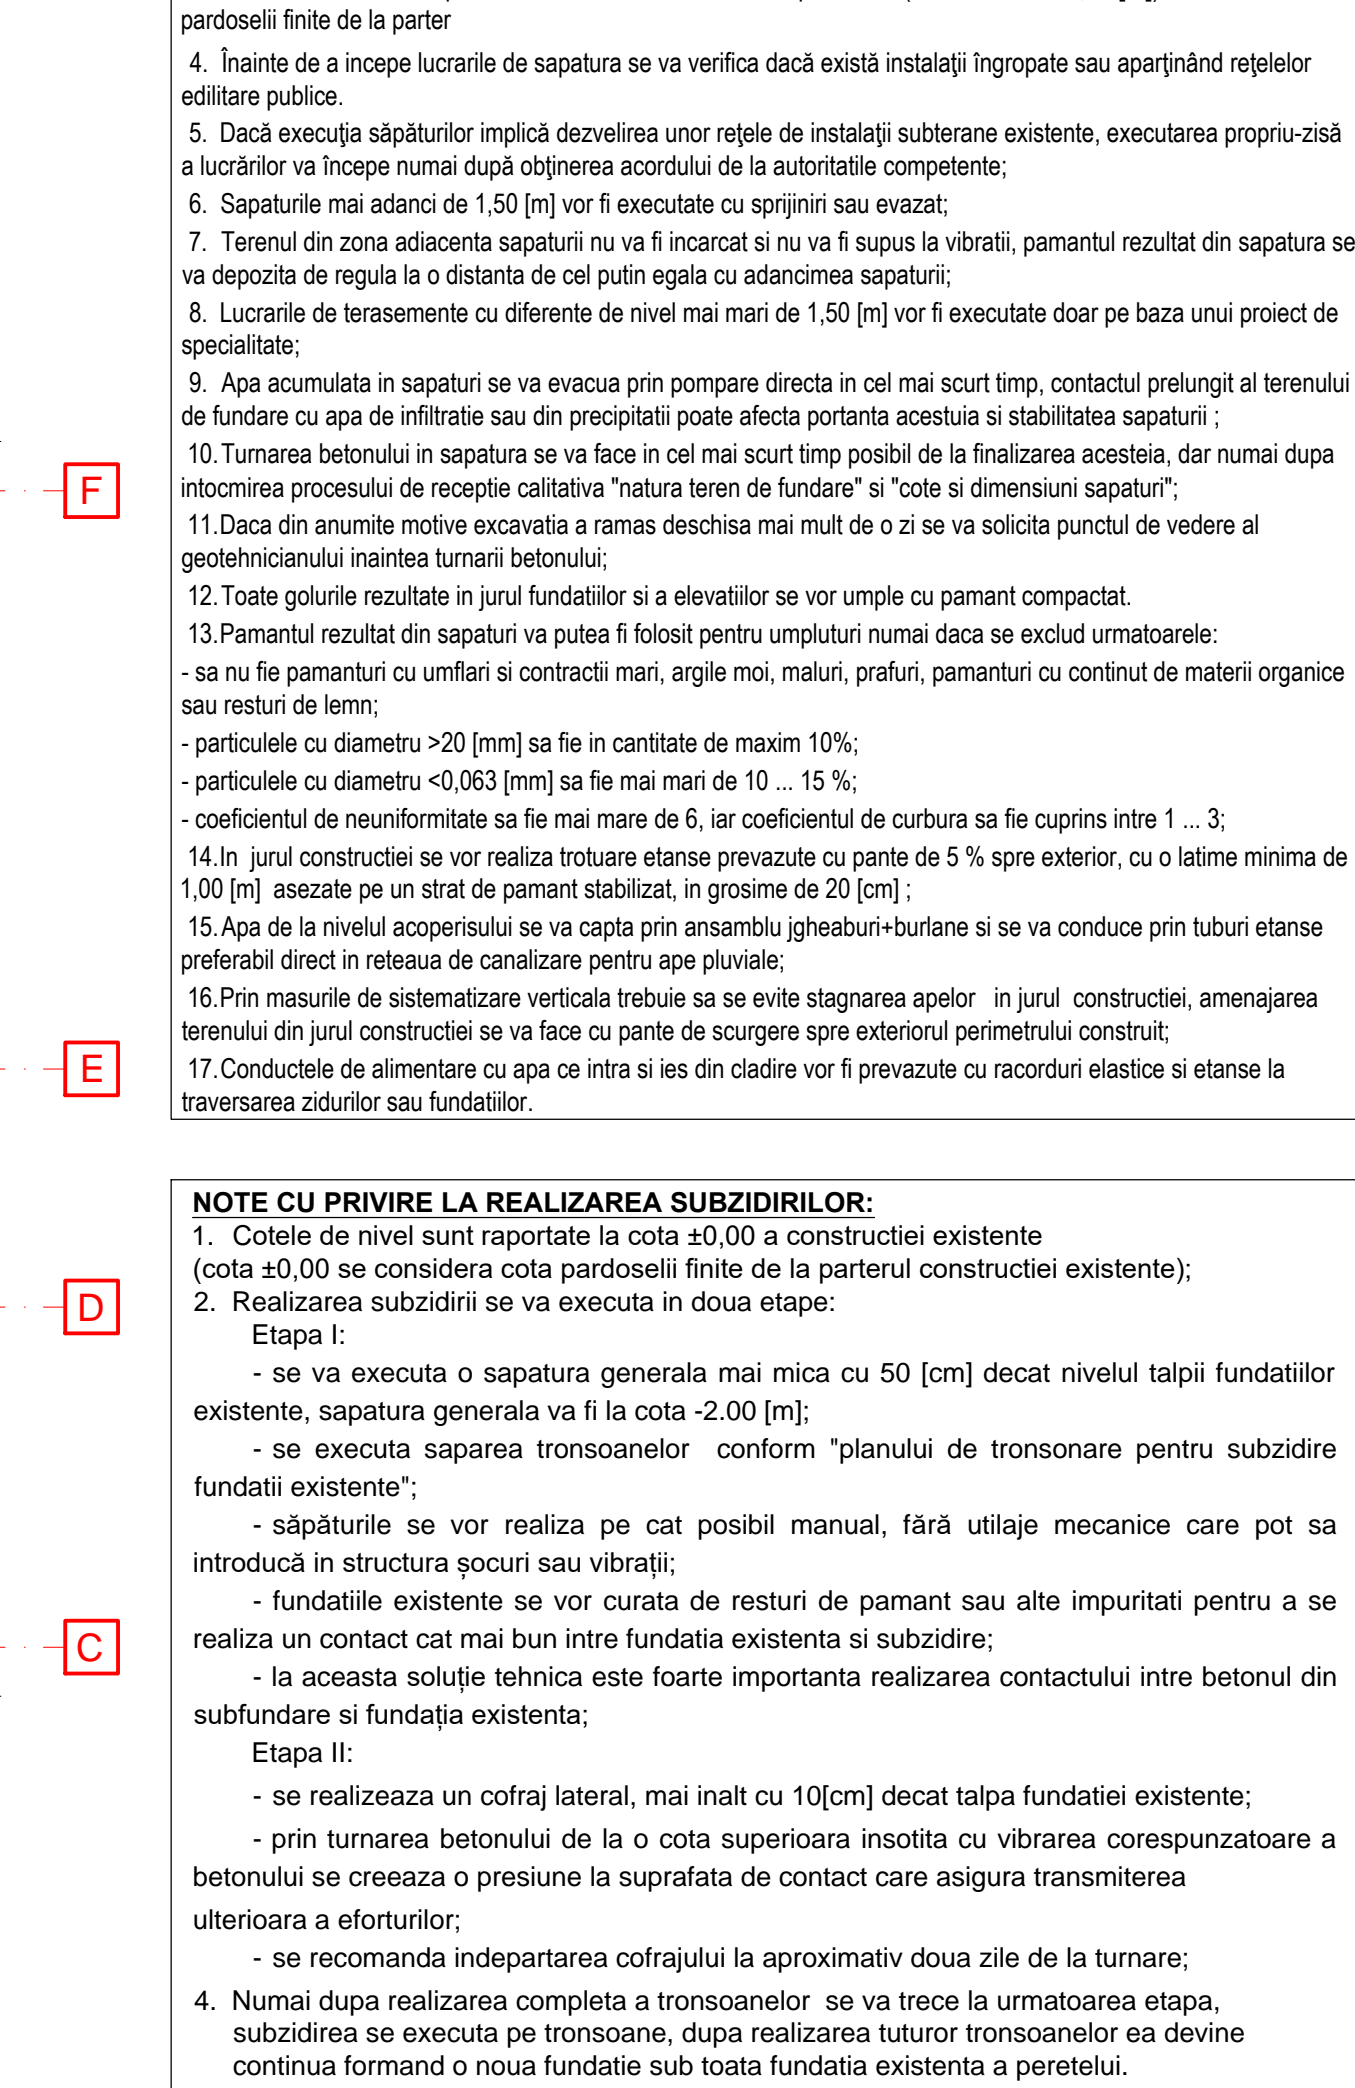 pardoselii finite de la parter
4. Înainte de a incepe lucrarile de sapatura se va verifica dacă există instalaţii îngropate sau aparţinând reţelelor
edilitare publice.
5. Dacă execuţia săpăturilor implică dezvelirea unor reţele de instalaţii subterane existente, executarea propriu-zisă
a lucrărilor va începe numai după obţinerea acordului de la autoritatile competente;
6. Sapaturile mai adanci de 1,50 [m] vor fi executate cu sprijiniri sau evazat;
7. Terenul din zona adiacenta sapaturii nu va fi incarcat si nu va fi supus la vibratii, pamantul rezultat din sapatura se
va depozita de regula la o distanta de cel putin egala cu adancimea sapaturii;
8. Lucrarile de terasemente cu diferente de nivel mai mari de 1,50 [m] vor fi executate doar pe baza unui proiect de
specialitate;
9. Apa acumulata in sapaturi se va evacua prin pompare directa in cel mai scurt timp, contactul prelungit al terenului
de fundare cu apa de infiltratie sau din precipitatii poate afecta portanta acestuia si stabilitatea sapaturii ;
10.Turnarea betonului in sapatura se va face in cel mai scurt timp posibil de la finalizarea acesteia, dar numai dupa
F
intocmirea procesului de receptie calitativa "natura teren de fundare" si "cote si dimensiuni sapaturi";
11.Daca din anumite motive excavatia a ramas deschisa mai mult de o zi se va solicita punctul de vedere al
geotehnicianului inaintea turnarii betonului;
12.Toate golurile rezultate in jurul fundatiilor si a elevatiilor se vor umple cu pamant compactat.
13.Pamantul rezultat din sapaturi va putea fi folosit pentru umpluturi numai daca se exclud urmatoarele:
- sa nu fie pamanturi cu umflari si contractii mari, argile moi, maluri, prafuri, pamanturi cu continut de materii organice
sau resturi de lemn;
- particulele cu diametru >20 [mm] sa fie in cantitate de maxim 10%;
- particulele cu diametru <0,063 [mm] sa fie mai mari de 10 ... 15 %;
- coeficientul de neuniformitate sa fie mai mare de 6, iar coeficientul de curbura sa fie cuprins intre 1 ... 3;
14.In jurul constructiei se vor realiza trotuare etanse prevazute cu pante de 5 % spre exterior, cu o latime minima de
1,00 [m] asezate pe un strat de pamant stabilizat, in grosime de 20 [cm] ;
15.Apa de la nivelul acoperisului se va capta prin ansamblu jgheaburi+burlane si se va conduce prin tuburi etanse
preferabil direct in reteaua de canalizare pentru ape pluviale;
16.Prin masurile de sistematizare verticala trebuie sa se evite stagnarea apelor in jurul constructiei, amenajarea
terenului din jurul constructiei se va face cu pante de scurgere spre exteriorul perimetrului construit;
E
17.Conductele de alimentare cu apa ce intra si ies din cladire vor fi prevazute cu racorduri elastice si etanse la
traversarea zidurilor sau fundatiilor.
NOTE CU PRIVIRE LA REALIZAREA SUBZIDIRILOR:
1. Cotele de nivel sunt raportate la cota ±0,00 a constructiei existente
(cota ±0,00 se considera cota pardoselii finite de la parterul constructiei existente);
D
2. Realizarea subzidirii se va executa in doua etape:
Etapa I:
- se va executa o sapatura generala mai mica cu 50 [cm] decat nivelul talpii fundatiilor
existente, sapatura generala va fi la cota -2.00 [m];
- se executa saparea tronsoanelor conform "planului de tronsonare pentru subzidire
fundatii existente";
- săpăturile se vor realiza pe cat posibil manual, fără utilaje mecanice care pot sa
introducă in structura șocuri sau vibrații;
- fundatiile existente se vor curata de resturi de pamant sau alte impuritati pentru a se
C
realiza un contact cat mai bun intre fundatia existenta si subzidire;
- la aceasta soluție tehnica este foarte importanta realizarea contactului intre betonul din
subfundare si fundația existenta;
Etapa II:
- se realizeaza un cofraj lateral, mai inalt cu 10[cm] decat talpa fundatiei existente;
- prin turnarea betonului de la o cota superioara insotita cu vibrarea corespunzatoare a
betonului se creeaza o presiune la suprafata de contact care asigura transmiterea
ulterioara a eforturilor;
- se recomanda indepartarea cofrajului la aproximativ doua zile de la turnare;
4. Numai dupa realizarea completa a tronsoanelor se va trece la urmatoarea etapa,
subzidirea se executa pe tronsoane, dupa realizarea tuturor tronsoanelor ea devine
continua formand o noua fundatie sub toata fundatia existenta a peretelui.